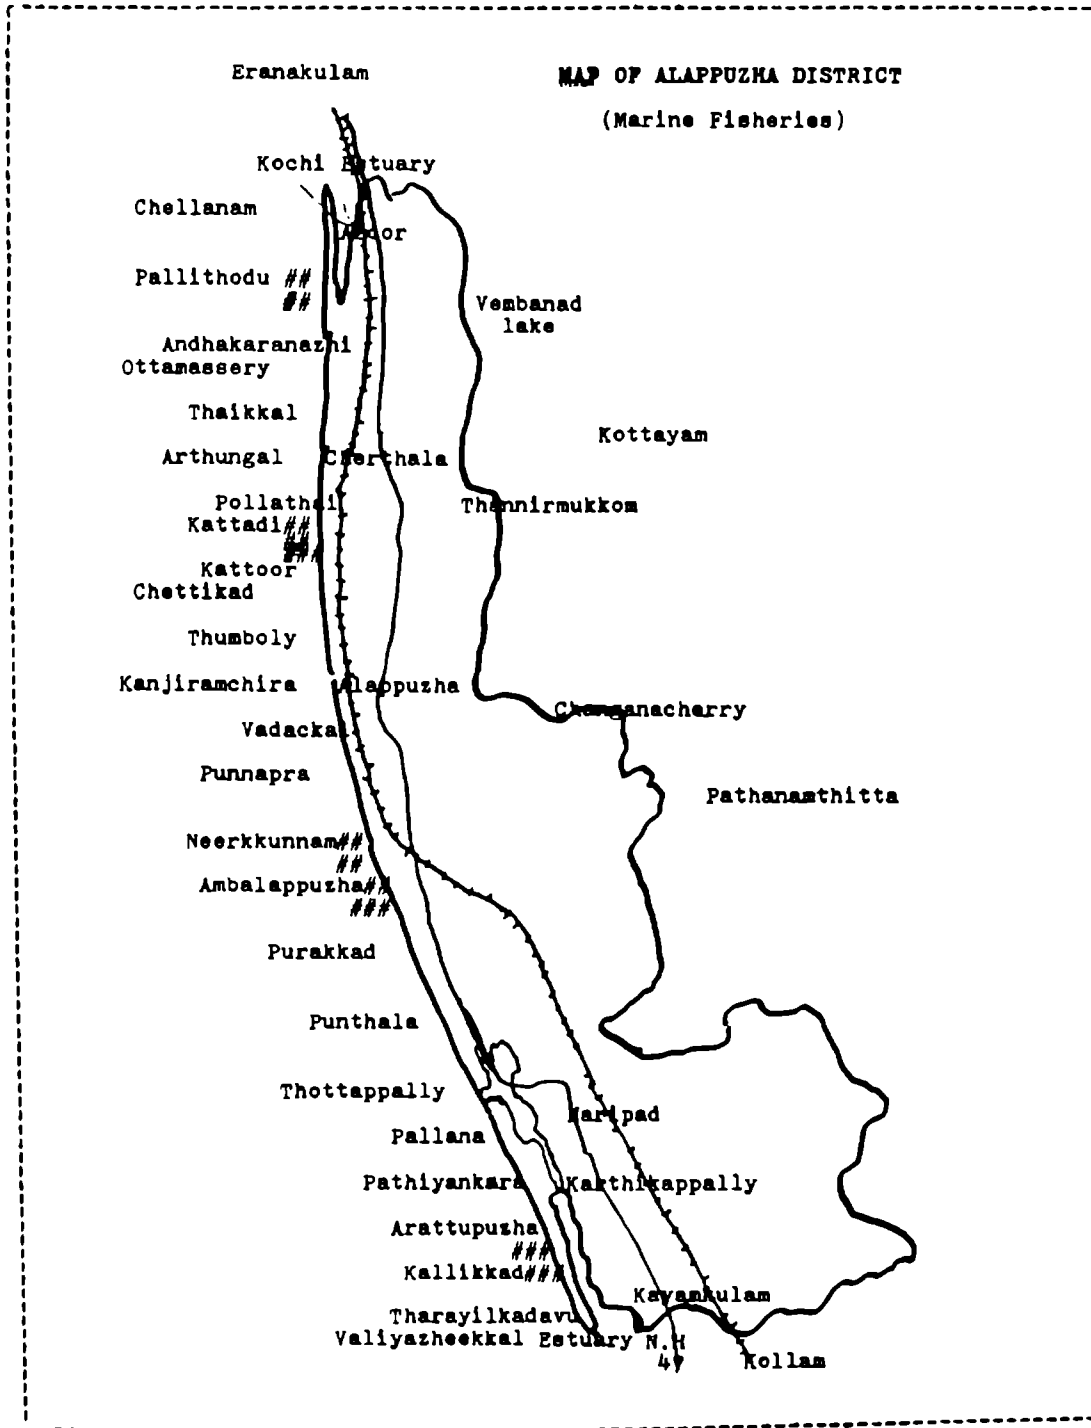 Eranakulam
MAP OF ALAPPUZHA DISTRICT
(Marine Fisheries)
Kochi Estuary
Chellanam
Aroor
Pallithodu ##
##
Vembanad
lake
Andhakaranazhi
Ottamassery
Thaikkal
Kottayam
Arthungal
Cherthala
Pollathai
Thannirmukkom
Kattadi##
###
Kattoor
Chettikad
Thumboly
Kanjiramchira
Alappuzha
Changanacherry
Vadackal
Punnapra
Pathanamthitta
Neerkkunnam##
##
Ambalappuzha##
###
Purakkad
Punthala
Thottappally
Haripad
Pallana
Pathiyankara
Karthikappally
Arattupuzha
###
Kallikkad###
Kayamkulam
Tharayilkadavu
Valiyazheekkal Estuary N.H
Kollam